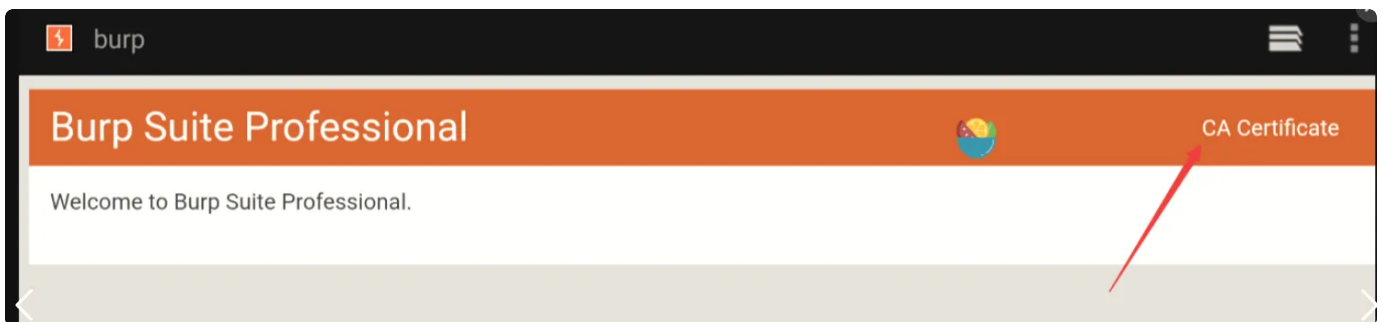 burp
Burp Suite Professional
CA Certificate
Welcome to Burp Suite Professional.